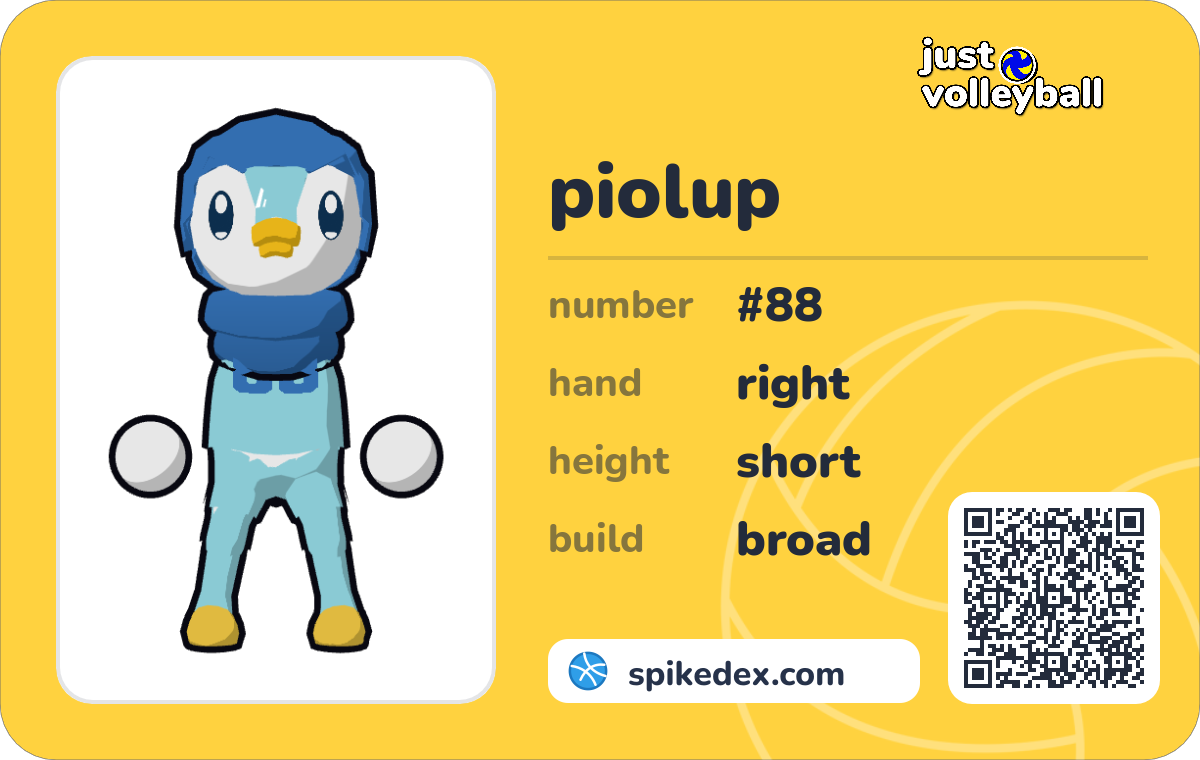 just
volleyball
piolup
number #88
hand right
height short
build broad
spikedex.com